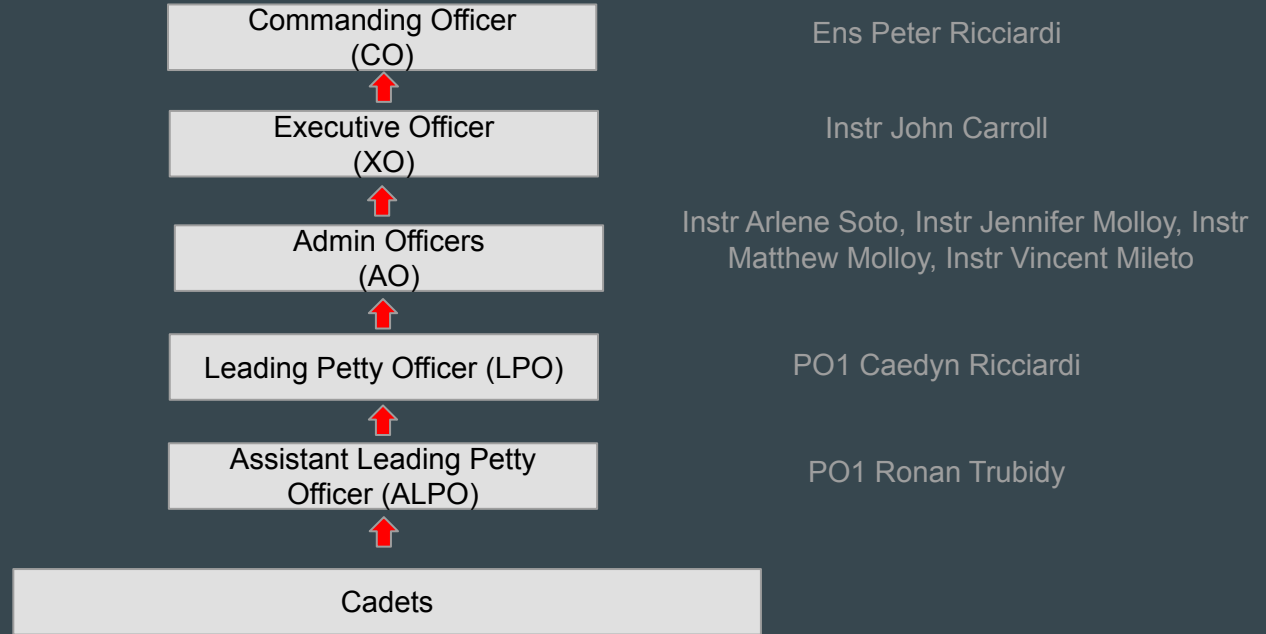 Commanding Officer
(CO)
Ens Peter Ricciardi
Executive Officer
(XO)
Instr John Carroll
Admin Officers
(AO)
Instr Arlene Soto, Instr Jennifer Molloy, Instr
Matthew Molloy, Instr Vincent Mileto
Leading Petty Officer (LPO)
PO1 Caedyn Ricciardi
Assistant Leading Petty
Officer (ALPO)
PO1 Ronan Trubidy
Cadets